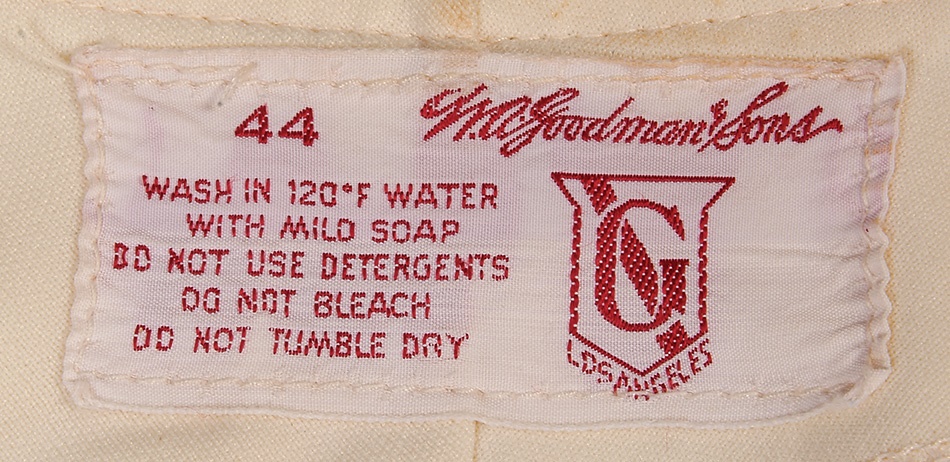 44
Goodman & Sons
WASH IN 120°F WATER
WITH MILD SOAP
DO NOT USE DETERGENTS
DO NOT BLEACH
DO NOT TUMBLE DRY
G
LOS ANGELES